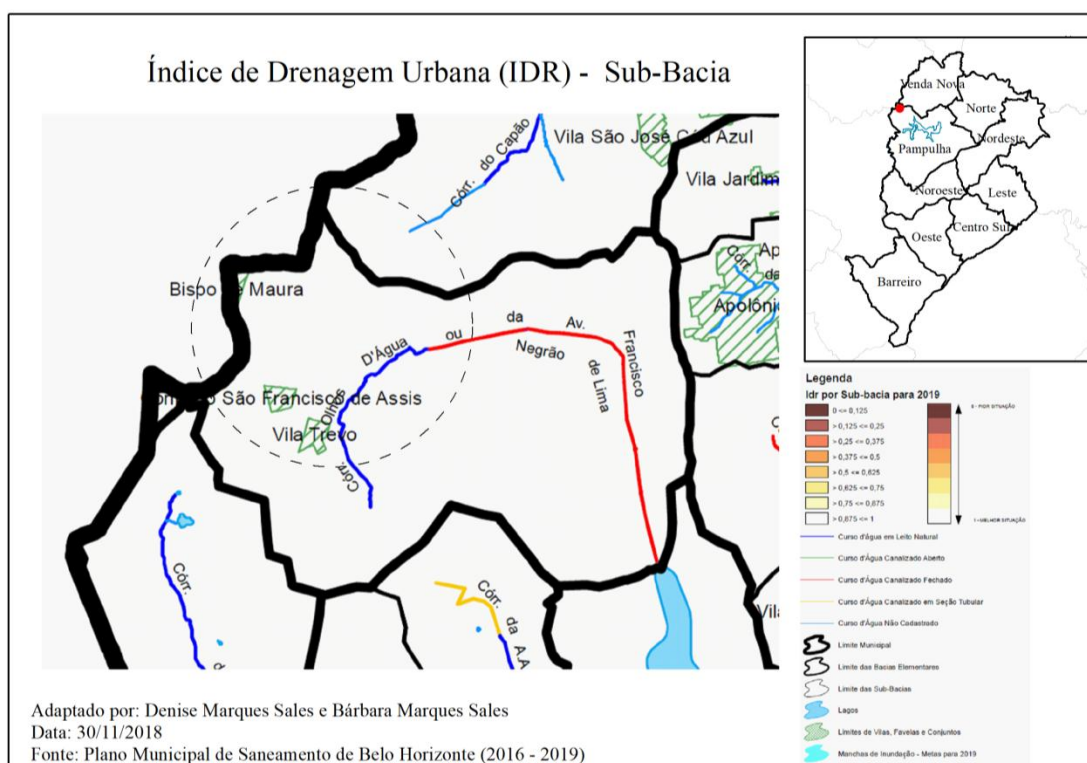 Índice de Drenagem Urbana (IDR) - Sub-Bacia
Venda Nova
Norte
Nordeste
Pampulha
Noroeste
Leste
Oeste
Centro Sul
Barreiro
Córr. do Capão
Vila São José Céu Azul
Vila Jardim
Bispo de Maura
D'Água
ou
da
Av.
Negrão
Francisco
de Lima
São Francisco de Assis
Olhos
Vila Trevo
Córr.
Córr.
da
Apolôni
Córr.
Córr.
da
A.A
Legenda
Idr por Sub-bacia para 2019
0 <= 0,125
> 0,125 <= 0,25
> 0,25 <= 0,375
> 0,375 <= 0,5
> 0,5 <= 0,625
> 0,625 <= 0,75
> 0,75 <= 0,875
> 0,875 <= 1
1 - MELHOR SITUAÇÃO
Curso d'Água em Leito Natural
Curso d'Água Canalizado Aberto
Curso d'Água Canalizado Fechado
Curso d'Água Canalizado em Seção Tubular
Curso d'Água Não Cadastrado
Limite Municipal
Limite das Bacias Elementares
Limite das Sub-Bacias
Lagos
Limites de Vilas, Favelas e Conjuntos
Manchas de Inundação - Metas para 2019
Adaptado por: Denise Marques Sales e Bárbara Marques Sales
Data: 30/11/2018
Fonte: Plano Municipal de Saneamento de Belo Horizonte (2016 - 2019)